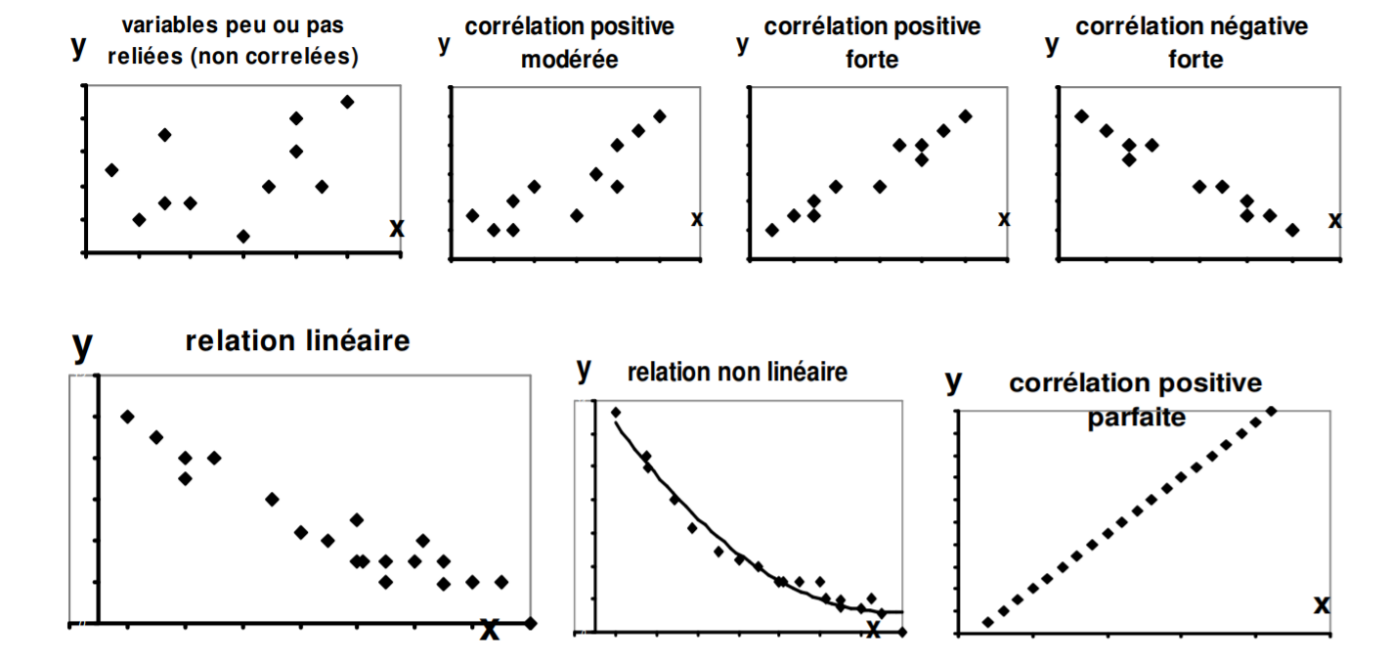 variables peu ou pas
y reliées (non correlées)
x
corrélation positive
y modérée
x
corrélation positive
y forte
x
corrélation négative
y forte
x
y relation linéaire
x
y relation non linéaire
x
y corrélation positive
parfaite
x